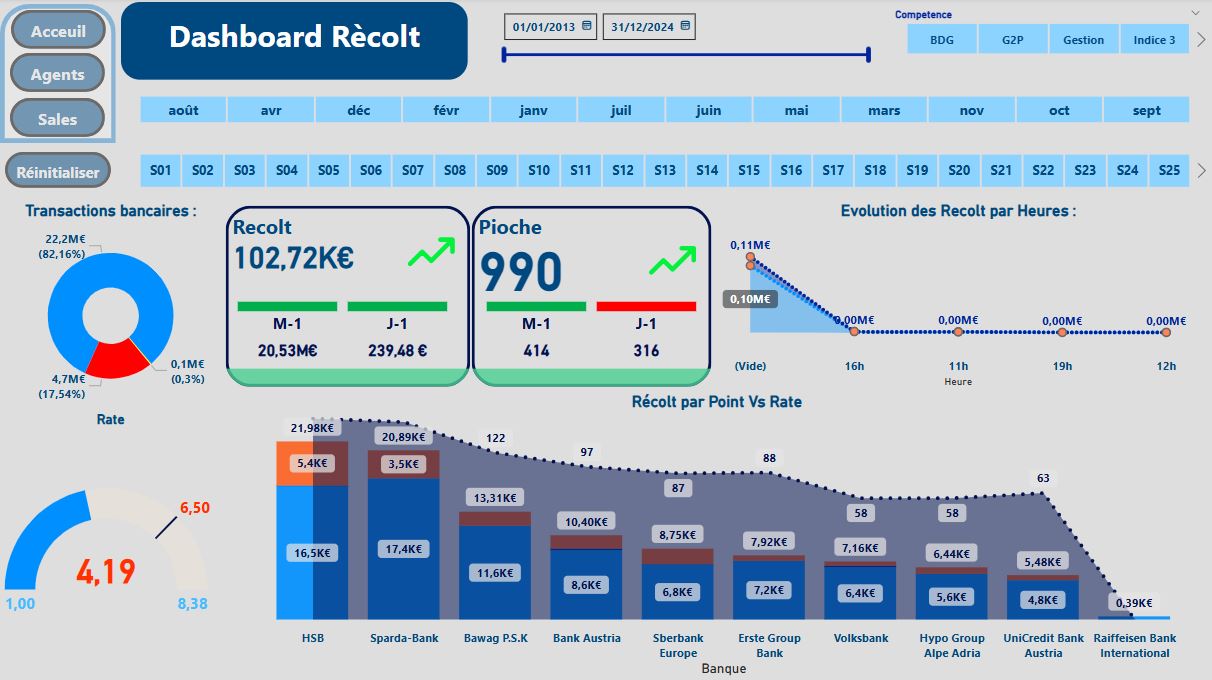 Acceuil
Agents
Sales
Réinitialiser
Dashboard Rècolt
01/01/2013 31/12/2024
Competence
BDG G2P Gestion Indice 3
août avr déc févr janv juil juin mai mars nov oct sept
S01 S02 S03 S04 S05 S06 S07 S08 S09 S10 S11 S12 S13 S14 S15 S16 S17 S18 S19 S20 S21 S22 S23 S24 S25
Transactions bancaires :
22,2M€
(82,16%)
0,1M€
(0,3%)
4,7M€
(17,54%)
Recolt
102,72K€
M-1 J-1
20,53M€ 239,48 €
Pioche
990
M-1 J-1
414 316
Evolution des Recolt par Heures :
0,11M€
0,10M€
0,00M€ 0,00M€ 0,00M€ 0,00M€
(Vide) 16h 11h 19h 12h
Heure
Rate
6,50
4,19
1,00 8,38
Récolt par Point Vs Rate
21,98K€ 20,89K€ 122 97 87 88 58 58 63
5,4K€ 3,5K€ 13,31K€ 10,40K€ 8,75K€ 7,92K€ 7,16K€ 6,44K€ 5,48K€ 0,39K€
16,5K€ 17,4K€ 11,6K€ 8,6K€ 6,8K€ 7,2K€ 6,4K€ 5,6K€ 4,8K€
HSB Sparda-Bank Bawag P.S.K Bank Austria Sberbank Erste Group Volksbank Hypo Group UniCredit Bank Raiffeisen Bank
Europe Bank Alpe Adria Austria International
Banque